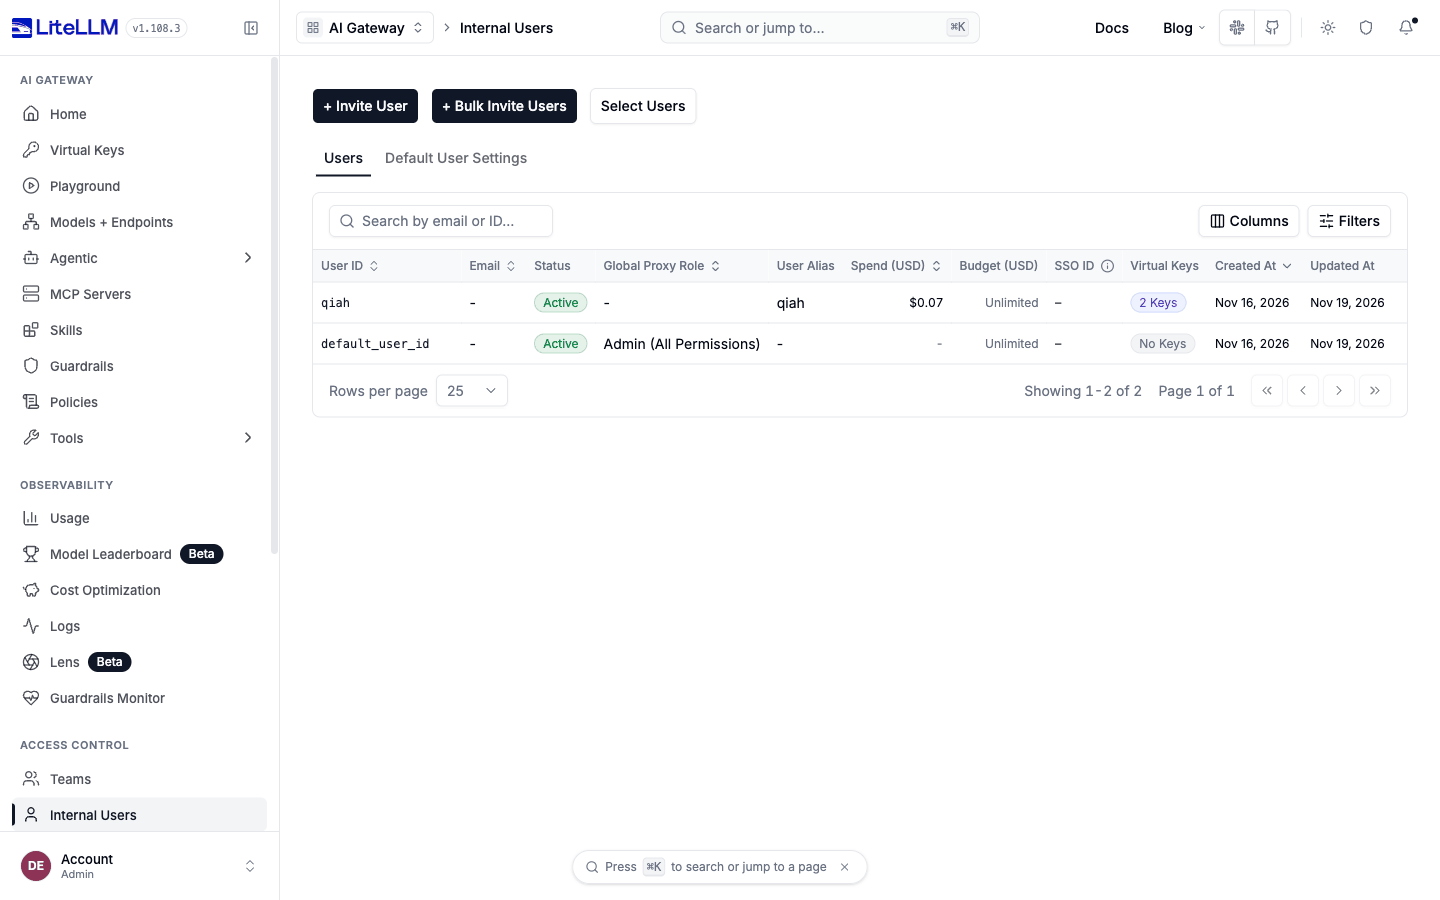 LiteLLM v1.108.3
AI Gateway > Internal Users
Search or jump to... ⌘K
Docs
Blog
AI GATEWAY
Home
Virtual Keys
Playground
Models + Endpoints
Agentic
MCP Servers
Skills
Guardrails
Policies
Tools
OBSERVABILITY
Usage
Model Leaderboard Beta
Cost Optimization
Logs
Lens Beta
Guardrails Monitor
ACCESS CONTROL
Teams
Internal Users
DE Account
Admin
+ Invite User + Bulk Invite Users Select Users
Users Default User Settings
Search by email or ID... Columns Filters
User ID Email Status Global Proxy Role User Alias Spend (USD) Budget (USD) SSO ID Virtual Keys Created At Updated At
qiah - Active - qiah $0.07 Unlimited – 2 Keys Nov 16, 2026 Nov 19, 2026
default_user_id - Active Admin (All Permissions) - - Unlimited – No Keys Nov 16, 2026 Nov 19, 2026
Rows per page 25 Showing 1-2 of 2 Page 1 of 1
Press ⌘K to search or jump to a page ×